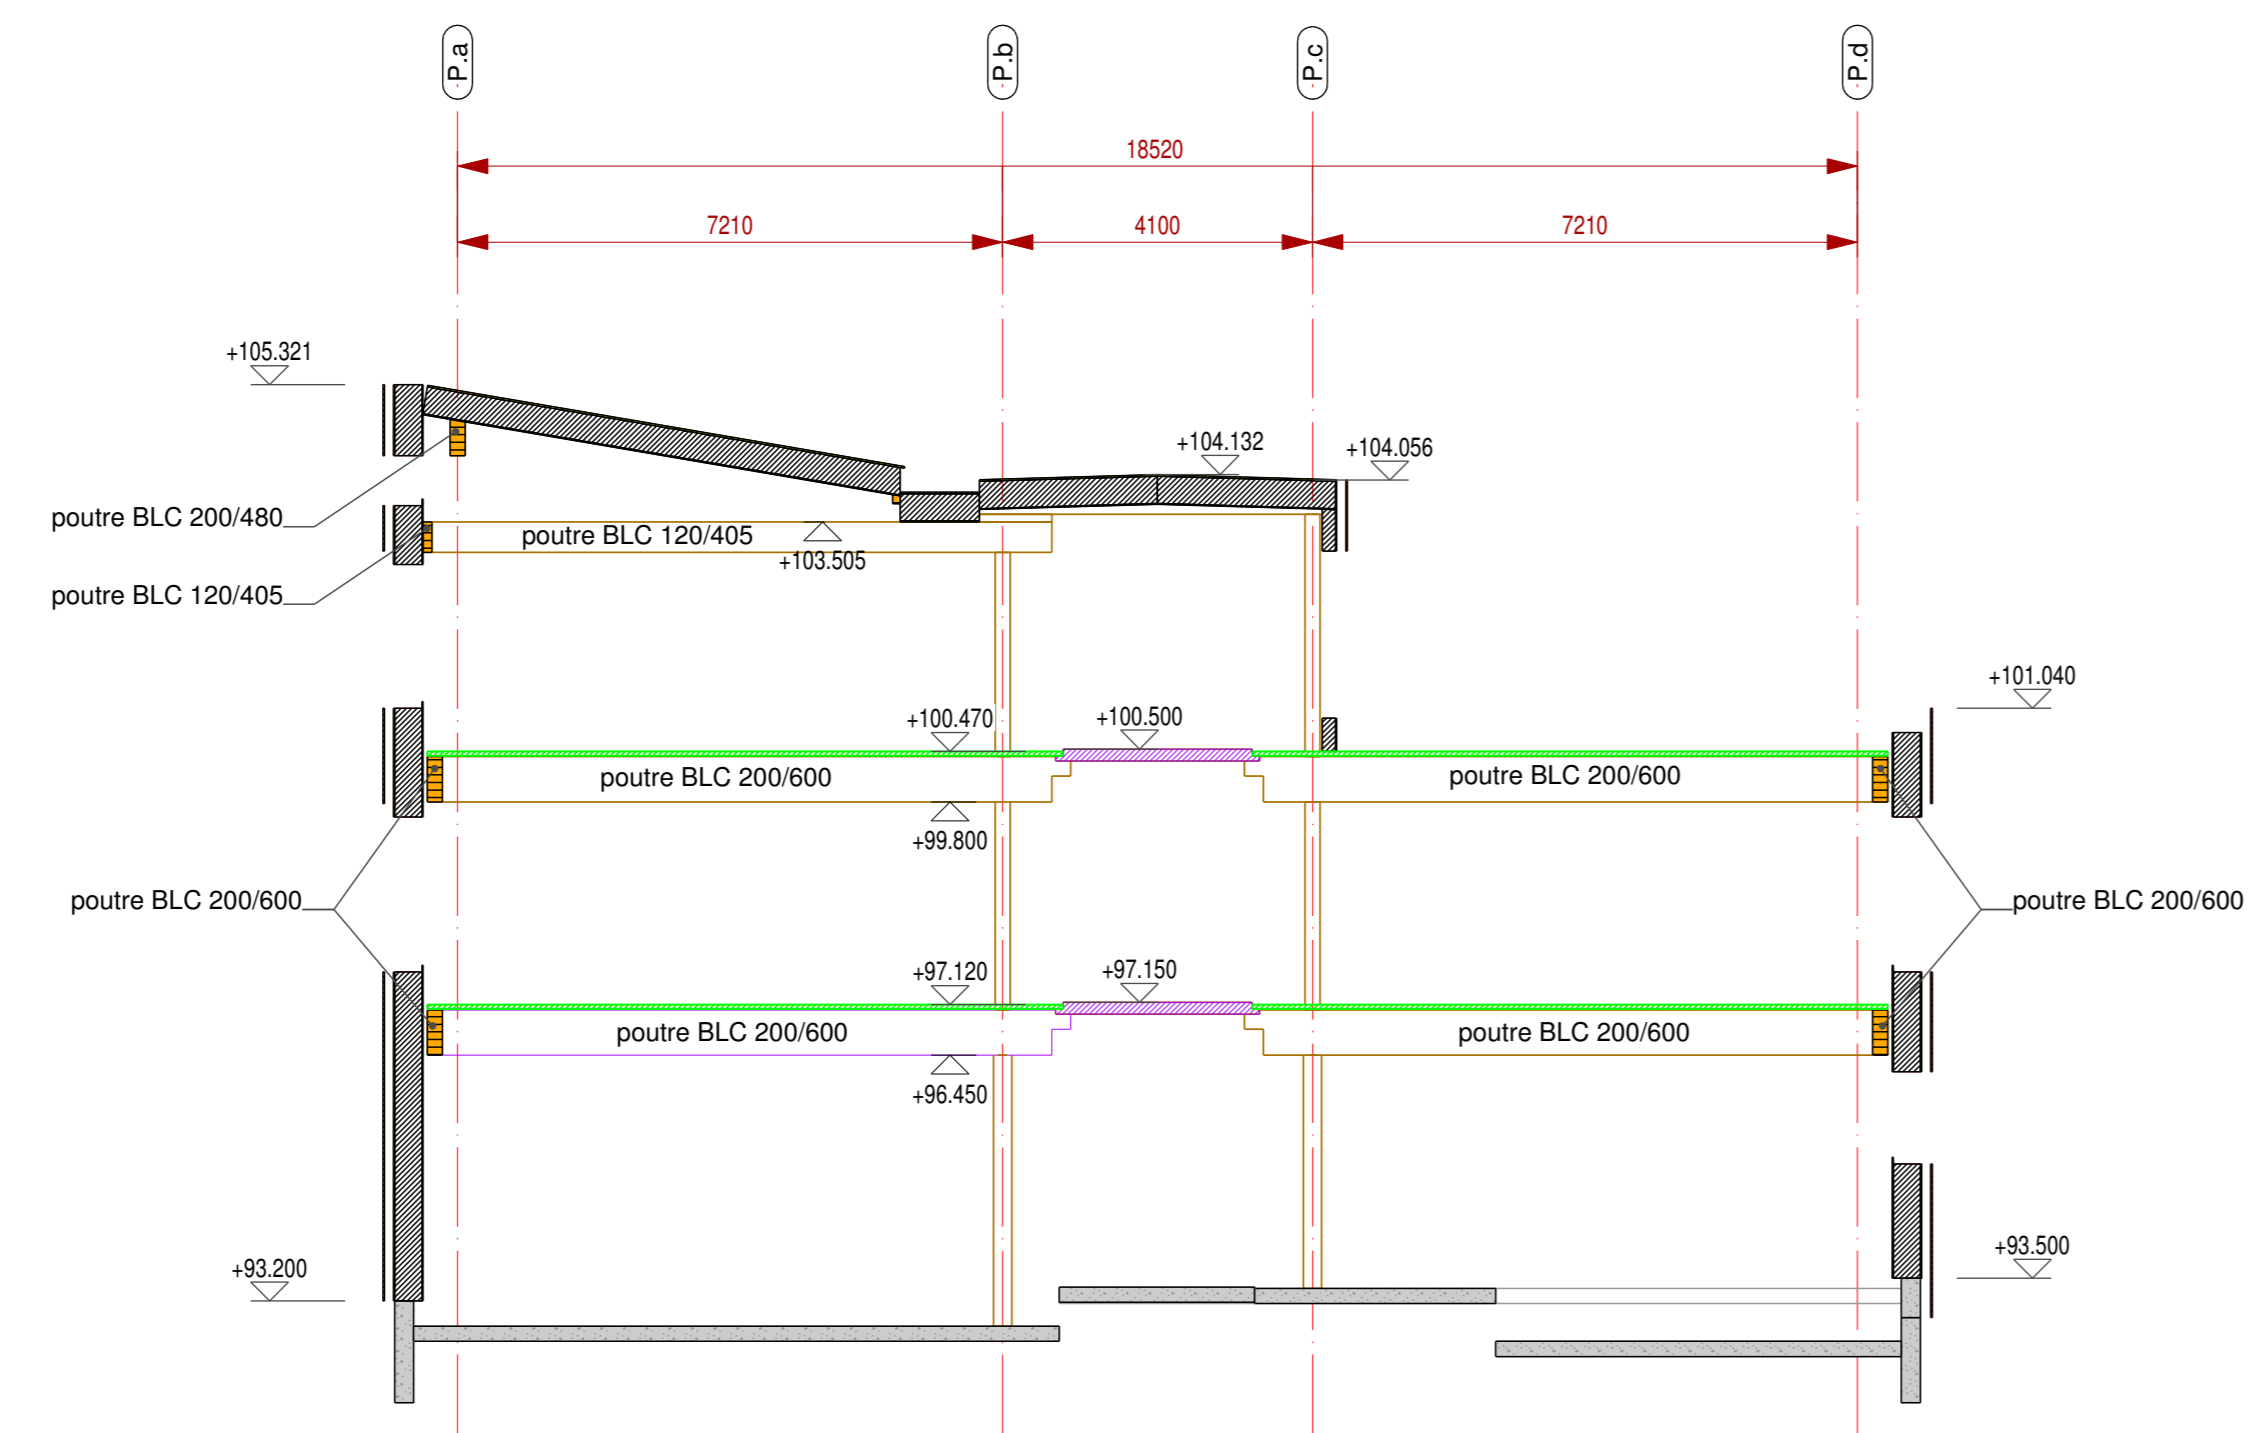 P.a
P.b
P.c
P.d
18520
7210
4100
7210
+105.321
+104.132
+104.056
poutre BLC 200/480
poutre BLC 120/405
+103.505
poutre BLC 120/405
+101.040
+100.470
+100.500
poutre BLC 200/600
poutre BLC 200/600
+99.800
poutre BLC 200/600
poutre BLC 200/600
+97.120
+97.150
poutre BLC 200/600
poutre BLC 200/600
+96.450
+93.200
+93.500